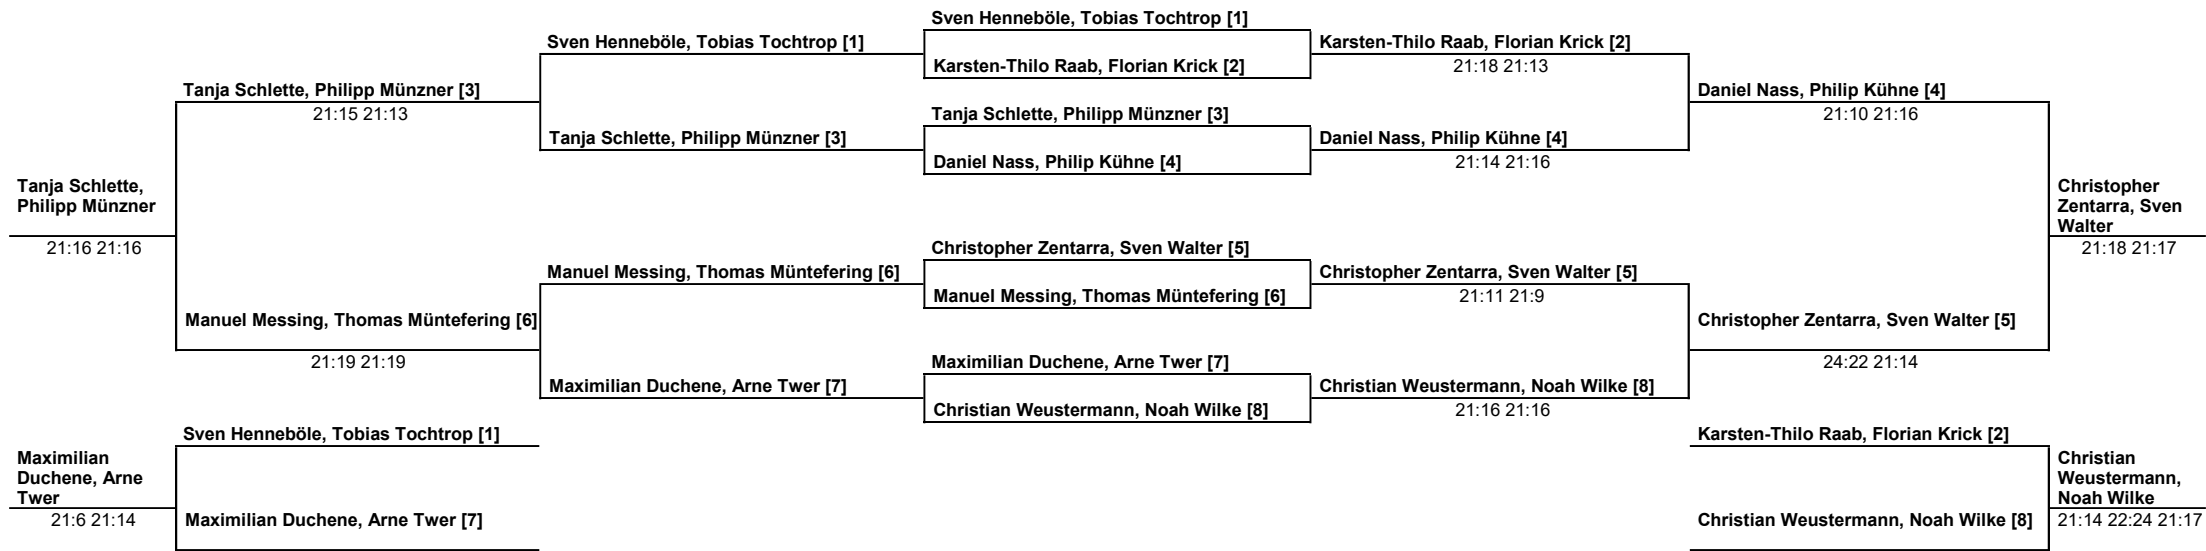 Sven Henneböle, Tobias Tochtrop [1]
Sven Henneböle, Tobias Tochtrop [1]
Karsten-Thilo Raab, Florian Krick [2]
Karsten-Thilo Raab, Florian Krick [2]
21:18 21:13
Tanja Schlette, Philipp Münzner [3]
21:15 21:13
Daniel Nass, Philip Kühne [4]
21:10 21:16
Tanja Schlette, Philipp Münzner [3]
Tanja Schlette, Philipp Münzner [3]
Daniel Nass, Philip Kühne [4]
Daniel Nass, Philip Kühne [4]
21:14 21:16
Tanja Schlette,
Philipp Münzner
21:16 21:16
Christopher
Zentarra, Sven
Walter
21:18 21:17
Christopher Zentarra, Sven Walter [5]
Manuel Messing, Thomas Müntefering [6]
Manuel Messing, Thomas Müntefering [6]
Christopher Zentarra, Sven Walter [5]
21:11 21:9
Manuel Messing, Thomas Müntefering [6]
21:19 21:19
Christopher Zentarra, Sven Walter [5]
24:22 21:14
Maximilian Duchene, Arne Twer [7]
Maximilian Duchene, Arne Twer [7]
Christian Weustermann, Noah Wilke [8]
Christian Weustermann, Noah Wilke [8]
21:16 21:16
Sven Henneböle, Tobias Tochtrop [1]
Karsten-Thilo Raab, Florian Krick [2]
Maximilian
Duchene, Arne
Twer
21:6 21:14
Maximilian Duchene, Arne Twer [7]
Christian Weustermann, Noah Wilke [8]
Christian
Weustermann,
Noah Wilke
21:14 22:24 21:17